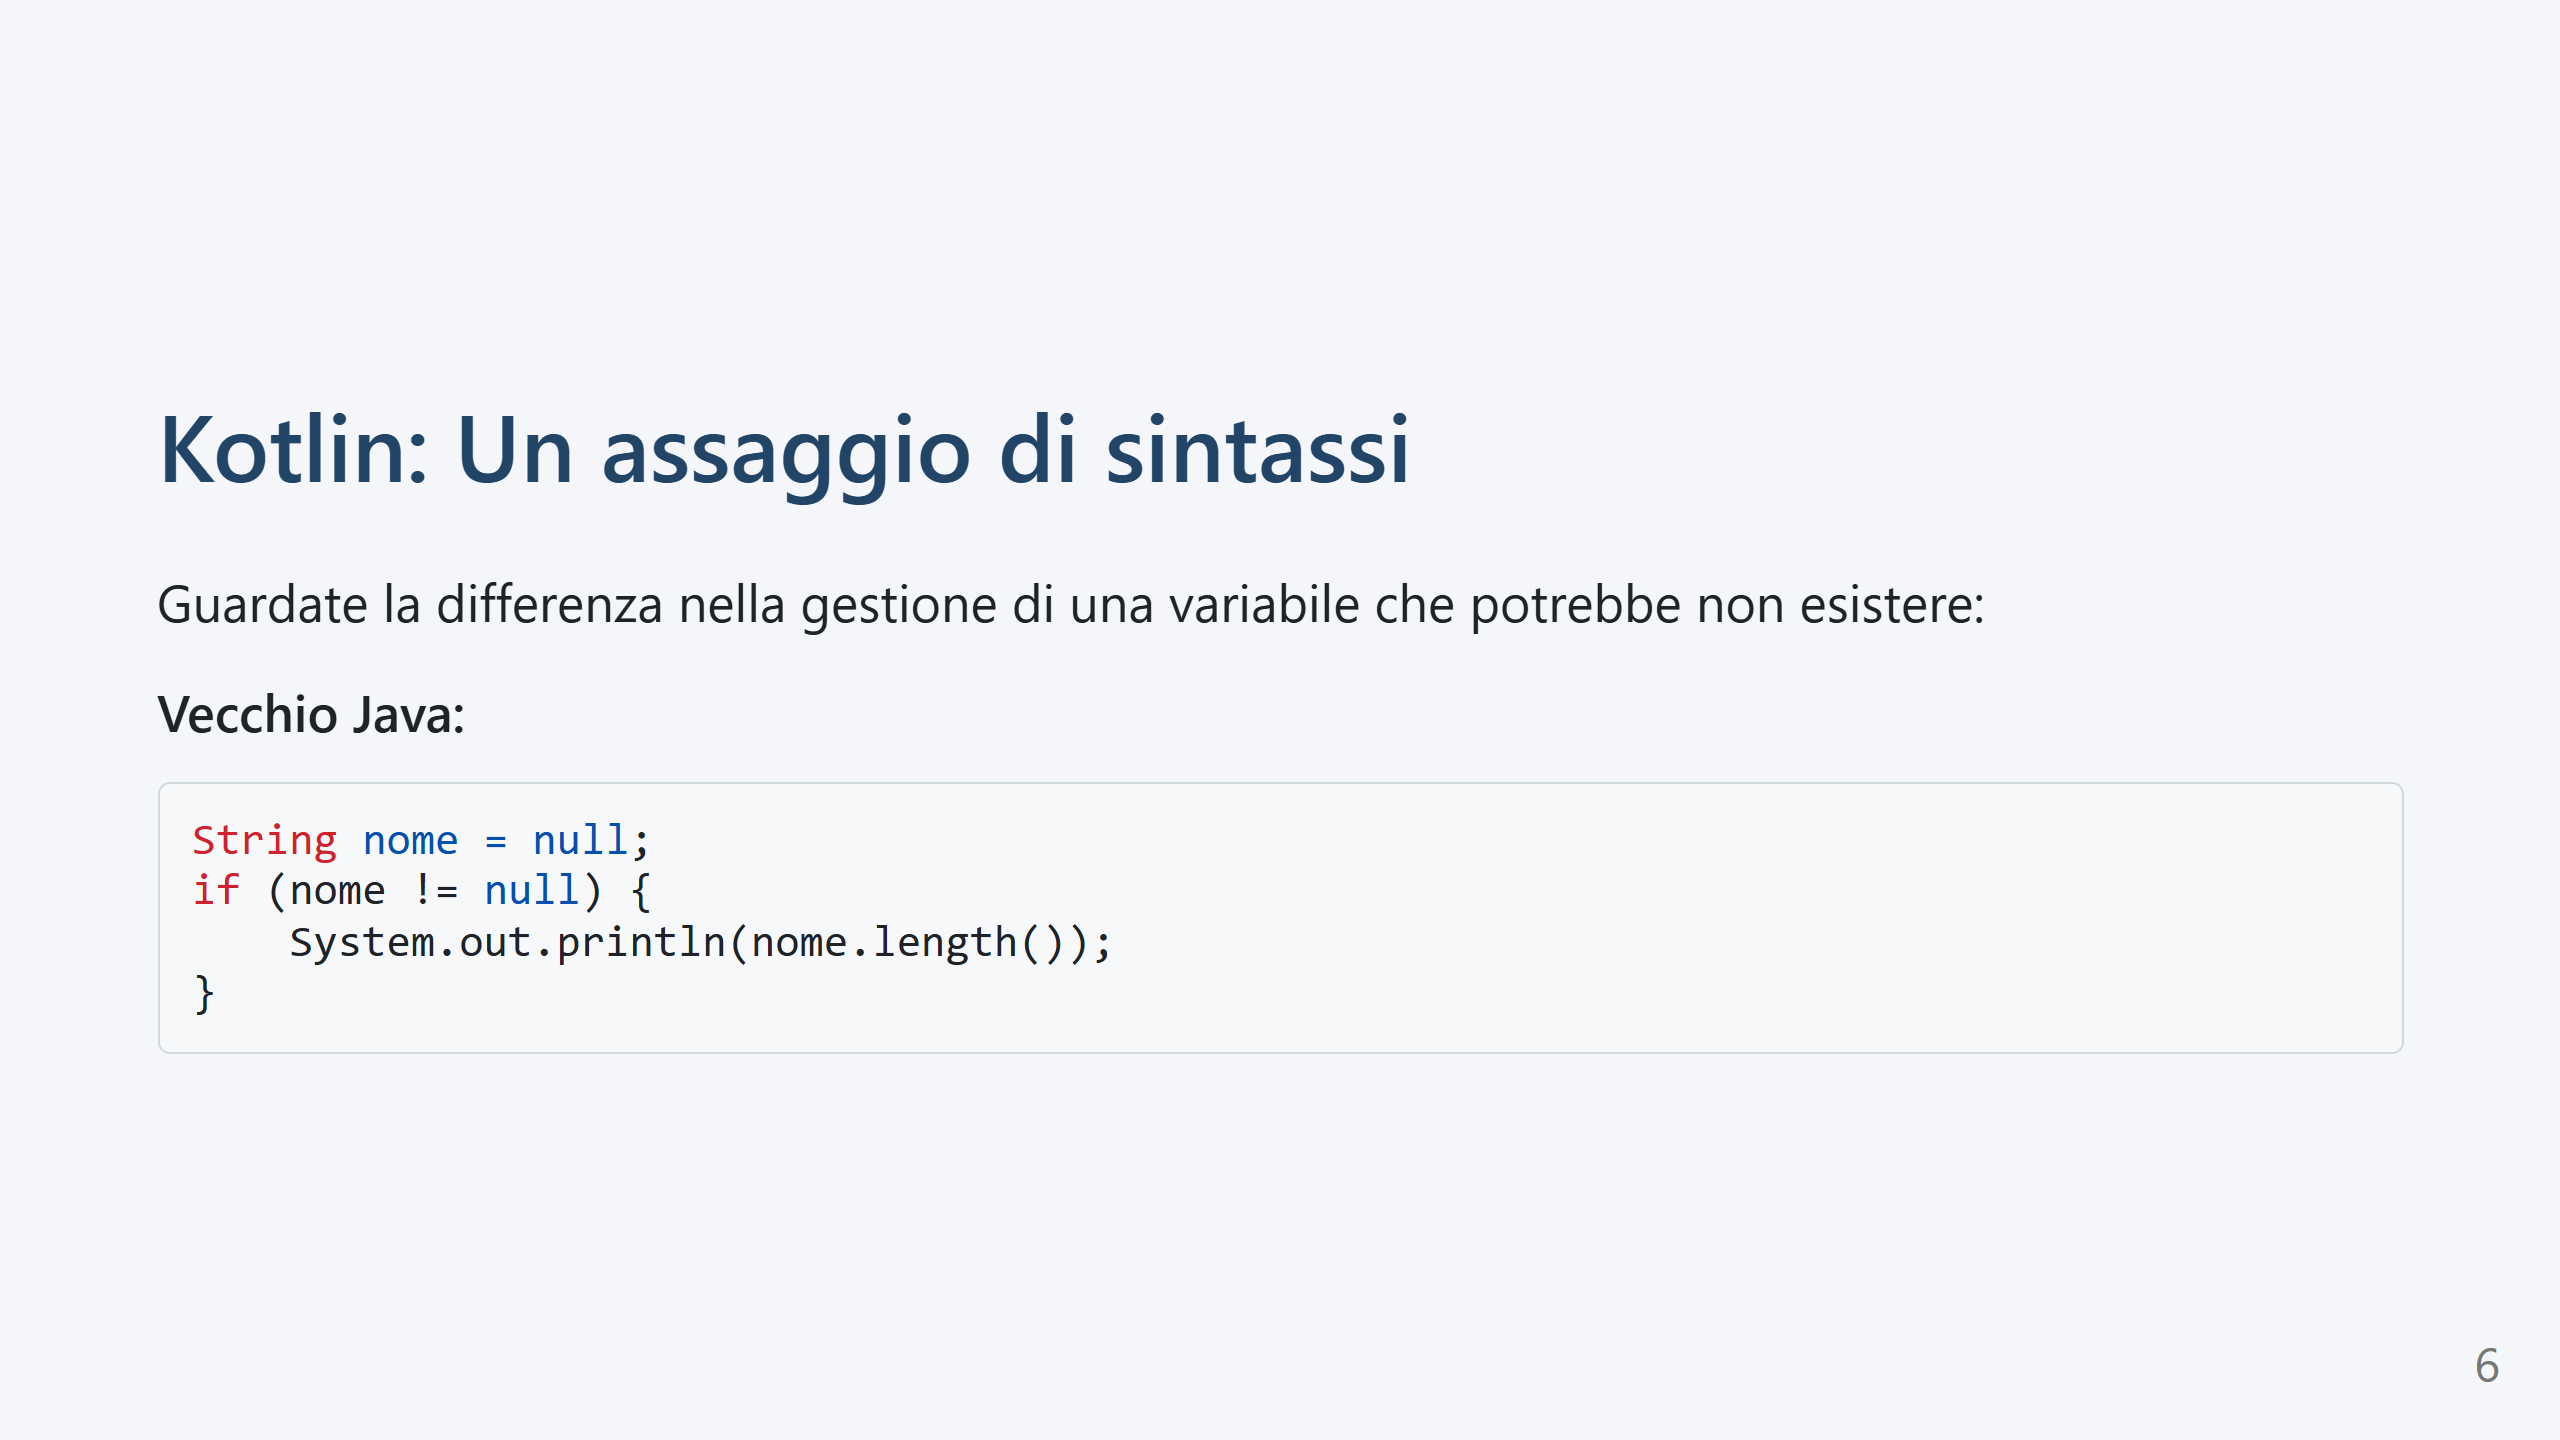 Kotlin: Un assaggio di sintassi
Guardate la differenza nella gestione di una variabile che potrebbe non esistere:
Vecchio Java:
String nome = null;
if (nome != null) {
    System.out.println(nome.length());
}
6